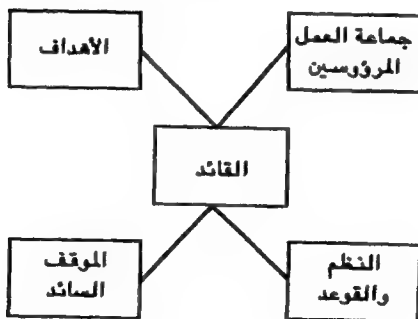 جماعة العمل
المرؤوسين
الأهداف
القائد
النظم
والقوعد
الموقف
السائد